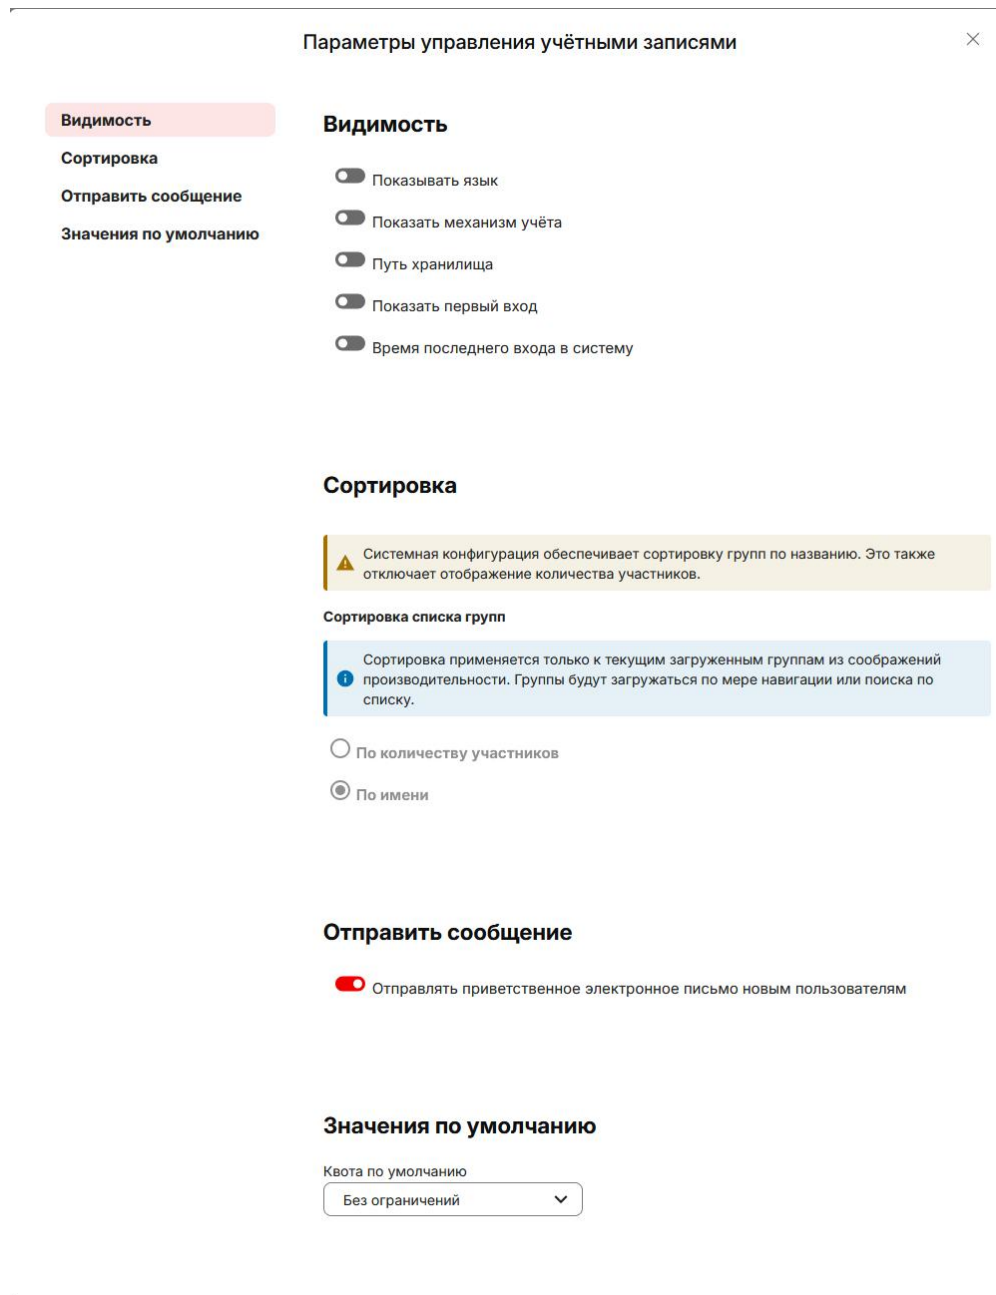 Параметры управления учётными записями
Видимость
Сортировка
Отправить сообщение
Значения по умолчанию
Видимость
Показывать язык
Показать механизм учёта
Путь хранилища
Показать первый вход
Время последнего входа в систему
Сортировка
Системная конфигурация обеспечивает сортировку групп по названию. Это также
отключает отображение количества участников.
Сортировка списка групп
Сортировка применяется только к текущим загруженным группам из соображений
производительности. Группы будут загружаться по мере навигации или поиска по
списку.
По количеству участников
По имени
Отправить сообщение
Отправлять приветственное электронное письмо новым пользователям
Значения по умолчанию
Квота по умолчанию
Без ограничений